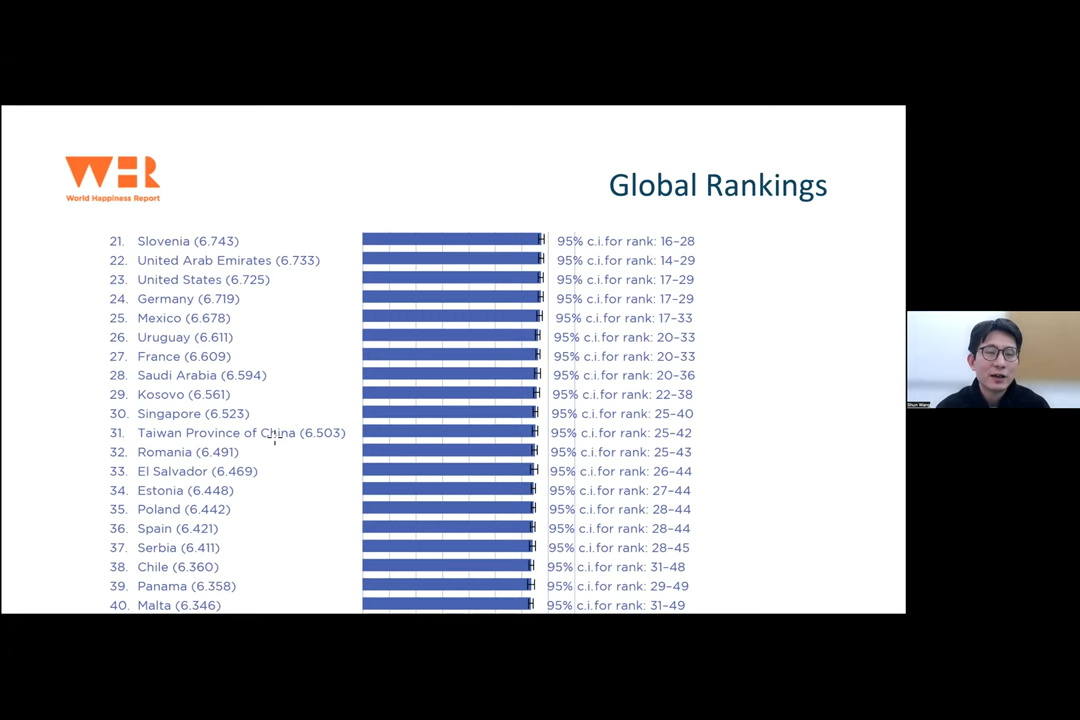 WHR
World Happiness Report
Global Rankings
21. Slovenia (6.743) 95% c.i.for rank: 16–28
22. United Arab Emirates (6.733) 95% c.i.for rank: 14–29
23. United States (6.725) 95% c.i.for rank: 17–29
24. Germany (6.719) 95% c.i.for rank: 17–29
25. Mexico (6.678) 95% c.i.for rank: 17–33
26. Uruguay (6.611) 95% c.i.for rank: 20–33
27. France (6.609) 95% c.i.for rank: 20–33
28. Saudi Arabia (6.594) 95% c.i.for rank: 20–36
29. Kosovo (6.561) 95% c.i.for rank: 22–38
30. Singapore (6.523) 95% c.i.for rank: 25–40
31. Taiwan Province of China (6.503) 95% c.i.for rank: 25–42
32. Romania (6.491) 95% c.i.for rank: 25–43
33. El Salvador (6.469) 95% c.i.for rank: 26–44
34. Estonia (6.448) 95% c.i.for rank: 27–44
35. Poland (6.442) 95% c.i.for rank: 28–44
36. Spain (6.421) 95% c.i.for rank: 28–44
37. Serbia (6.411) 95% c.i.for rank: 28–45
38. Chile (6.360) 95% c.i.for rank: 31–48
39. Panama (6.358) 95% c.i.for rank: 29–49
40. Malta (6.346) 95% c.i.for rank: 31–49
Shun Wang